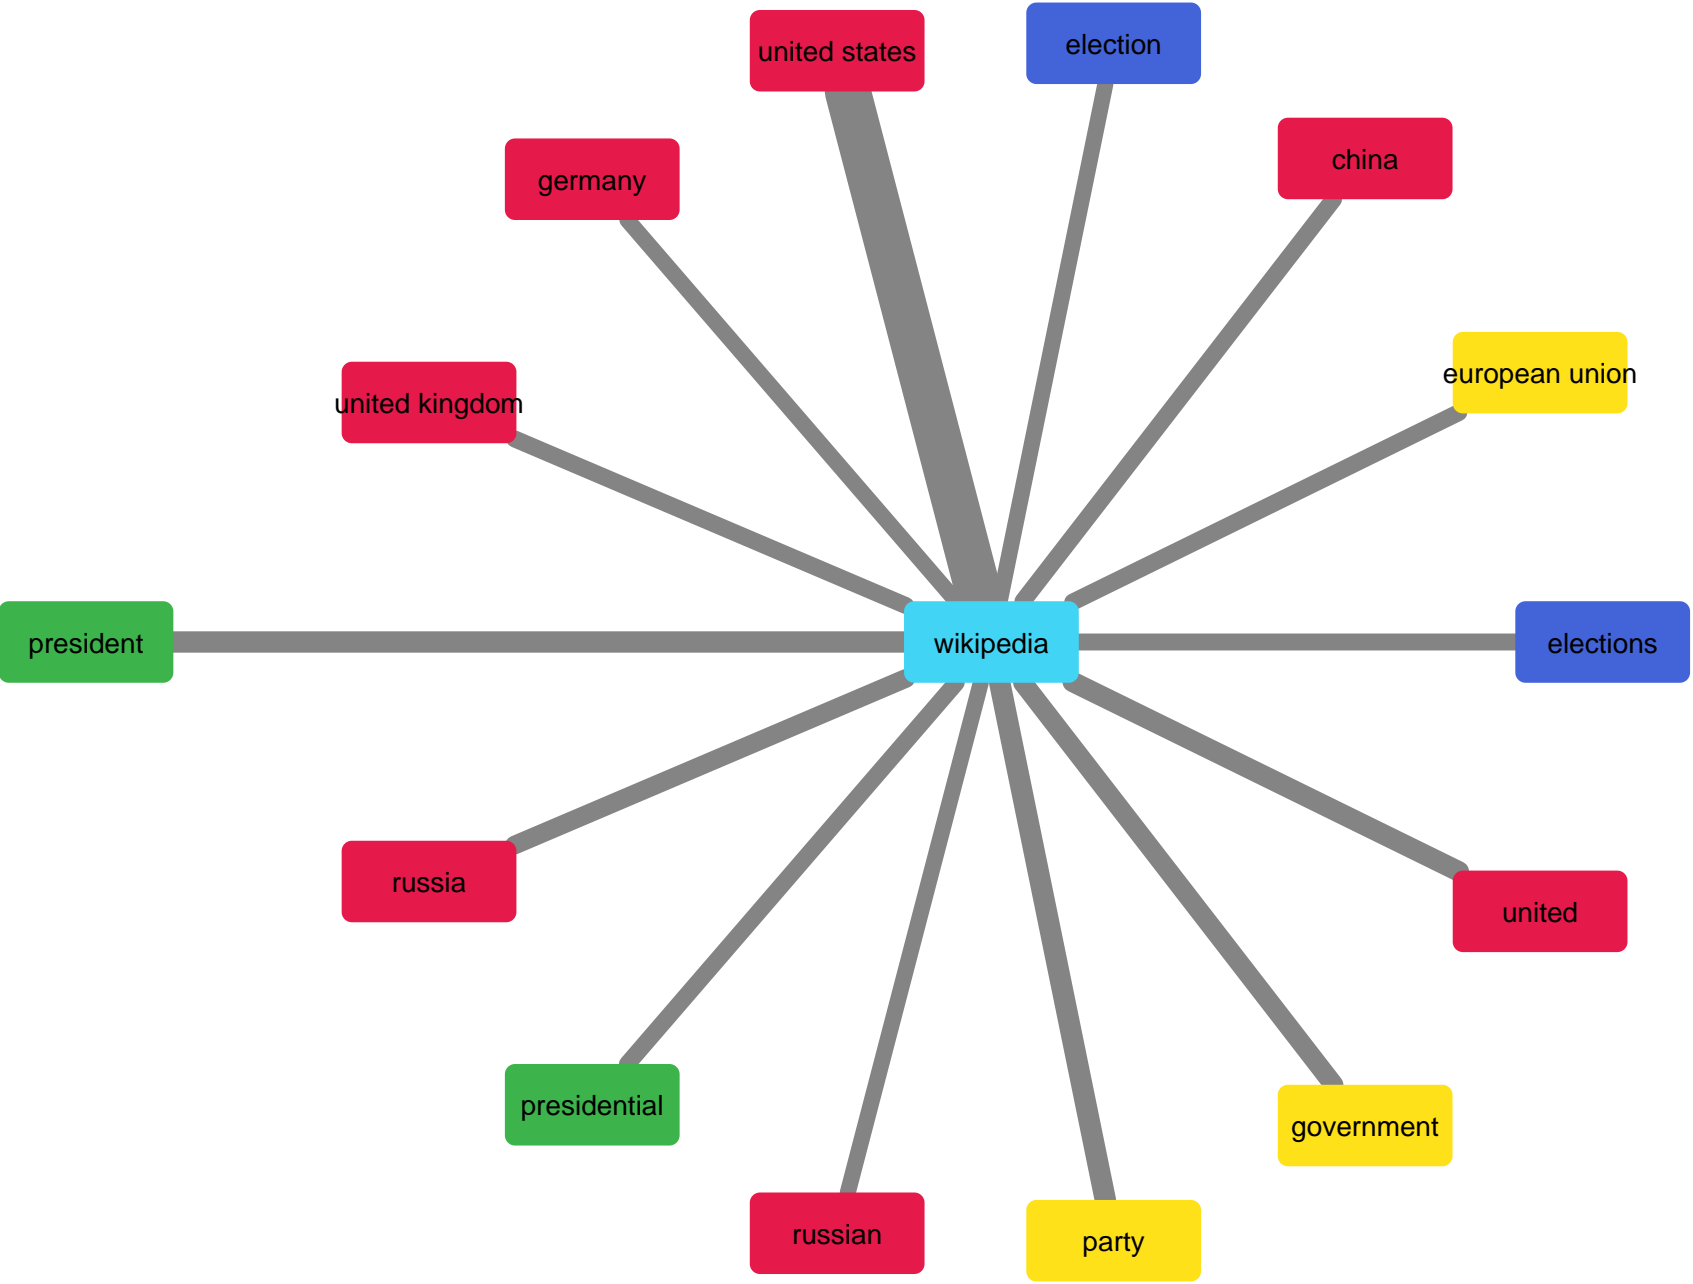 election
united states
china
germany
european union
united kingdom
president
wikipedia
elections
russia
united
presidential
government
russian
party